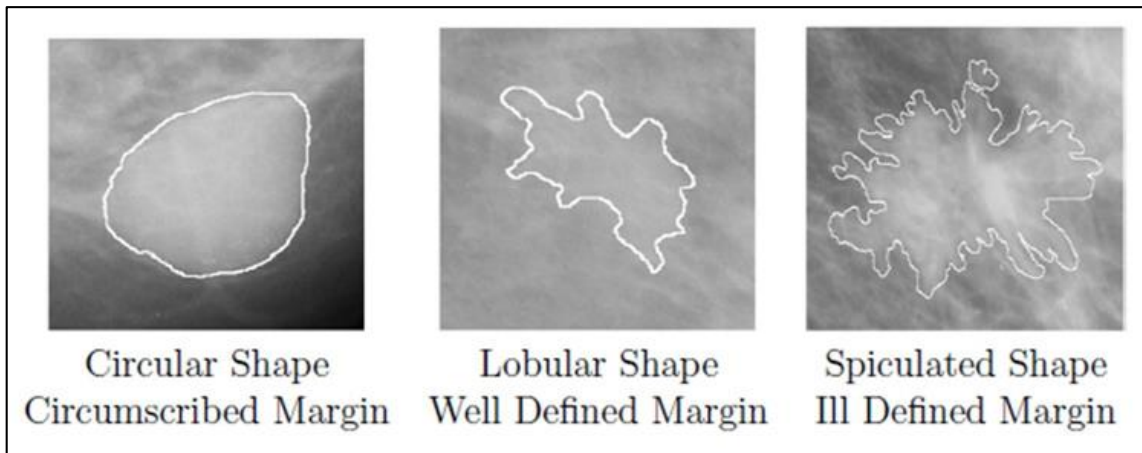 Circular Shape
Circumscribed Margin
Lobular Shape
Well Defined Margin
Spiculated Shape
Ill Defined Margin